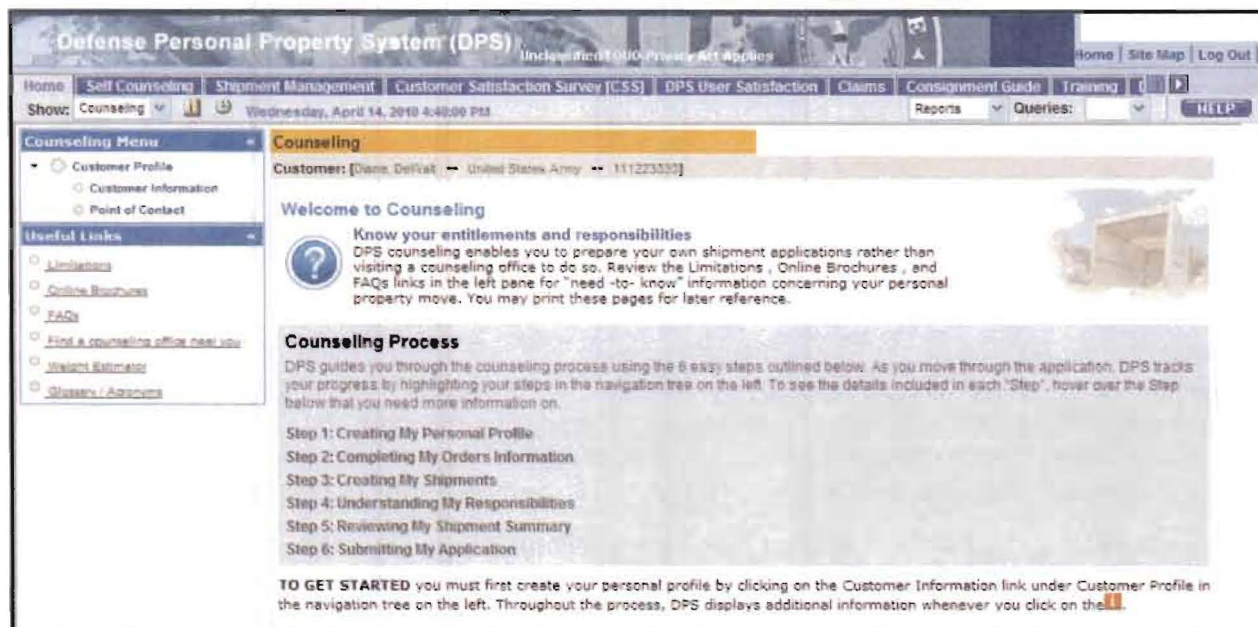 Defense Personal Property System (DPS)
Unclassified FOUO Privacy Act Applies
Home | Site Map | Log Out
Home Self Counseling Shipment Management Customer Satisfaction Survey [CSS] DPS User Satisfaction Claims Consignment Guide Training
Show: Counseling Wednesday, April 14, 2010 4:40:00 PM Reports Queries: HELP
Counseling Menu
Customer Profile
Customer Information
Point of Contact
Useful Links
Limitations
Online Brochures
FAQs
Find a counseling office near you
Weight Estimator
Glossary / Acronyms
Counseling
Customer: [Diane, -- United States Army -- 111223333]
Welcome to Counseling
Know your entitlements and responsibilities
DPS counseling enables you to prepare your own shipment applications rather than
visiting a counseling office to do so. Review the Limitations , Online Brochures , and
FAQs links in the left pane for "need -to- know" information concerning your personal
property move. You may print these pages for later reference.
Counseling Process
DPS guides you through the counseling process using the 6 easy steps outlined below. As you move through the application, DPS tracks
your progress by highlighting your steps in the navigation tree on the left. To see the details included in each "Step", hover over the Step
below that you need more information on.
Step 1: Creating My Personal Profile
Step 2: Completing My Orders Information
Step 3: Creating My Shipments
Step 4: Understanding My Responsibilities
Step 5: Reviewing My Shipment Summary
Step 6: Submitting My Application
TO GET STARTED you must first create your personal profile by clicking on the Customer Information link under Customer Profile in
the navigation tree on the left. Throughout the process, DPS displays additional information whenever you click on the i.